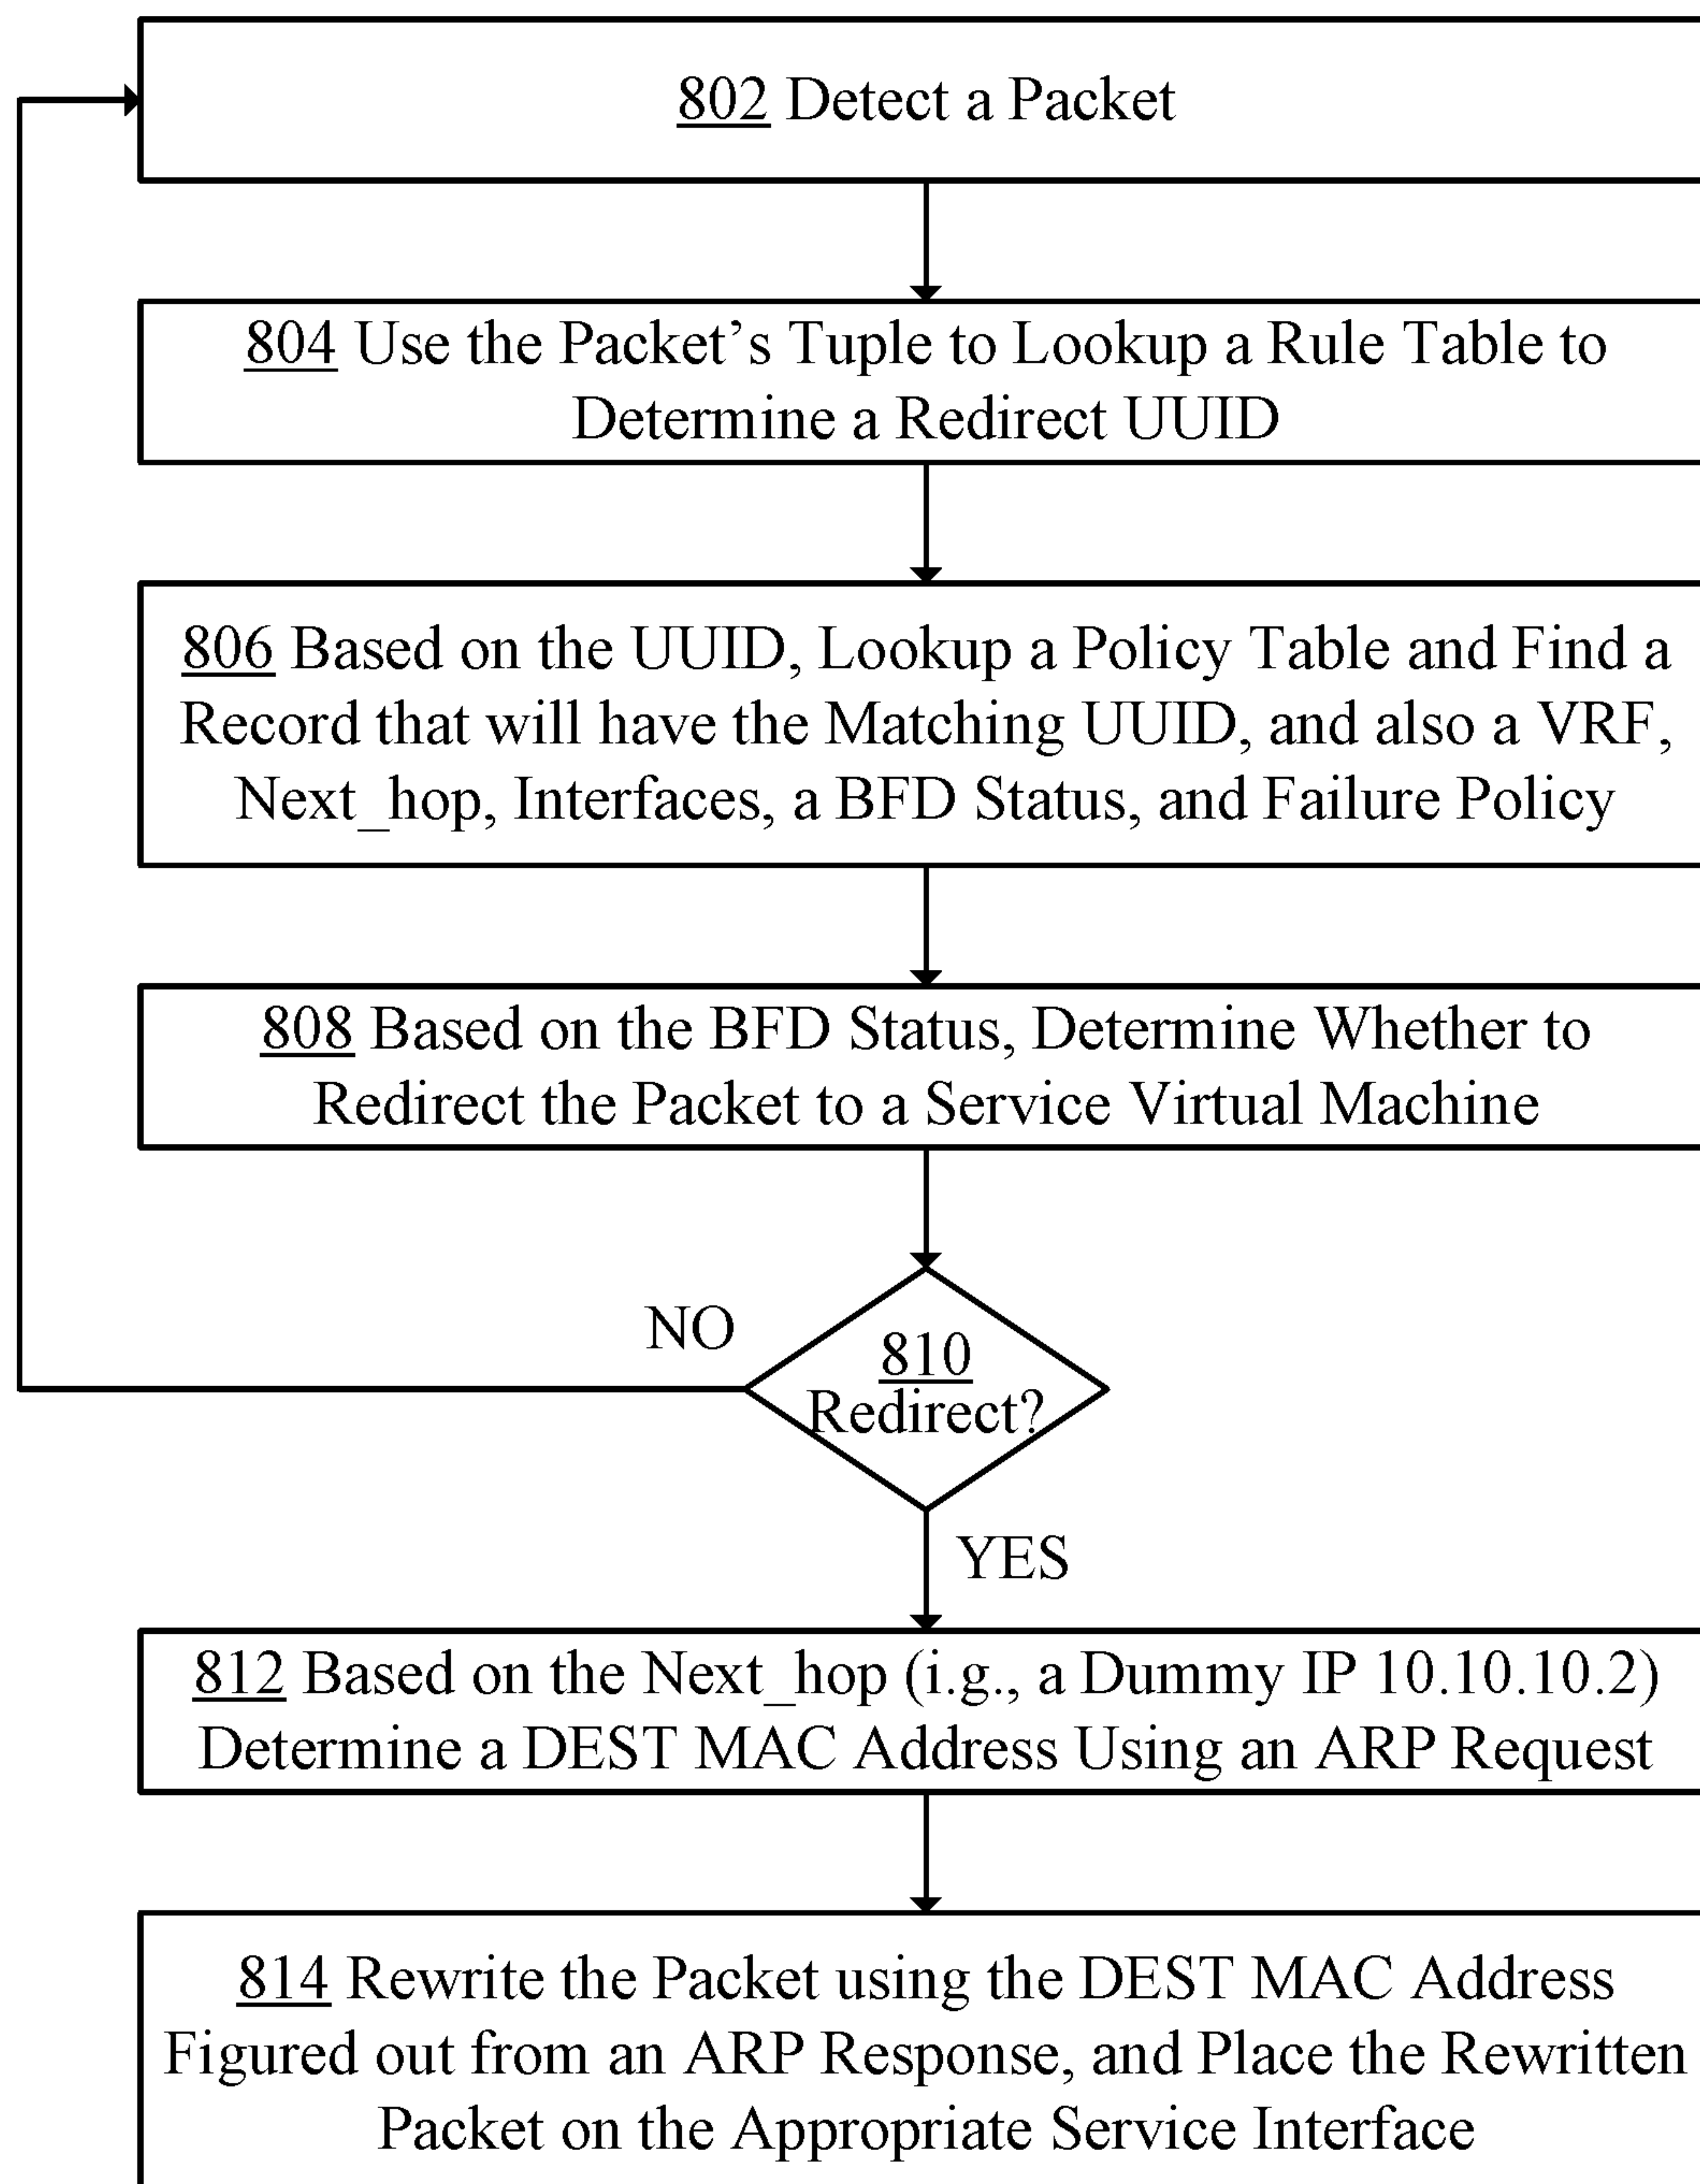 802 Detect a Packet
804 Use the Packet’s Tuple to Lookup a Rule Table to
Determine a Redirect UUID
806 Based on the UUID, Lookup a Policy Table and Find a
Record that will have the Matching UUID, and also a VRF,
Next_hop, Interfaces, a BFD Status, and Failure Policy
808 Based on the BFD Status, Determine Whether to
Redirect the Packet to a Service Virtual Machine
NO
810
Redirect?
YES
812 Based on the Next_hop (i.g., a Dummy IP 10.10.10.2)
Determine a DEST MAC Address Using an ARP Request
814 Rewrite the Packet using the DEST MAC Address
Figured out from an ARP Response, and Place the Rewritten
Packet on the Appropriate Service Interface